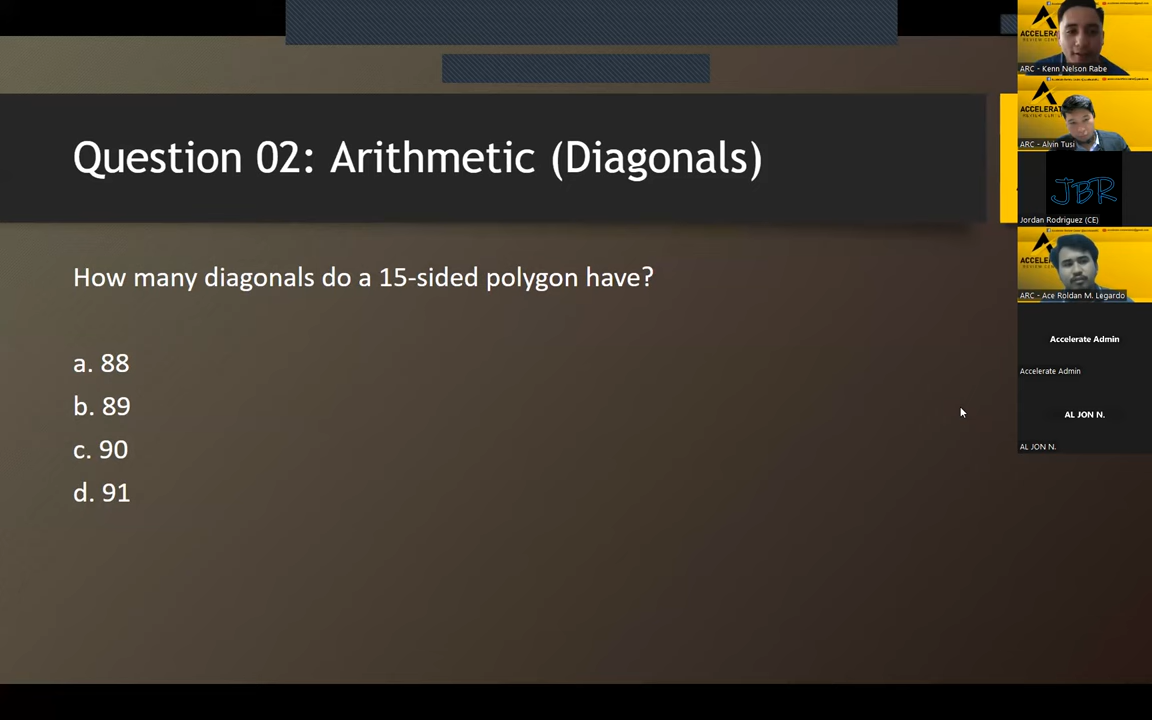 Question 02: Arithmetic (Diagonals)
How many diagonals do a 15-sided polygon have?
a. 88
b. 89
c. 90
d. 91
ARC - Kenn Nelson Rabe
ARC - Alvin Tusi
JBR
Jordan Rodriguez (CE)
ARC - Ace Roldan M. Legardo
Accelerate Admin
Accelerate Admin
AL JON N.
AL JON N.